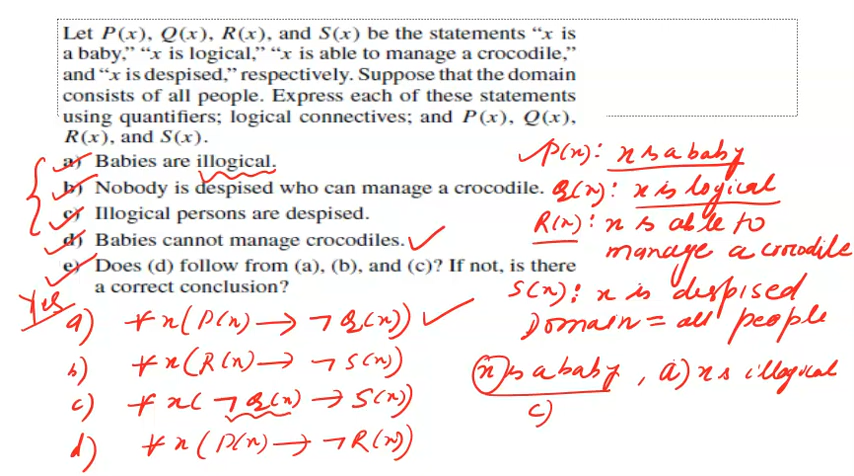 Let P(x), Q(x), R(x), and S(x) be the statements “x is
a baby,” “x is logical,” “x is able to manage a crocodile,”
and “x is despised,” respectively. Suppose that the domain
consists of all people. Express each of these statements
using quantifiers; logical connectives; and P(x), Q(x),
R(x), and S(x).
a) Babies are illogical.
b) Nobody is despised who can manage a crocodile.
c) Illogical persons are despised.
d) Babies cannot manage crocodiles.
e) Does (d) follow from (a), (b), and (c)? If not, is there
a correct conclusion?
Yes
a) ∀x(P(x) → ¬Q(x))
b) ∀x(R(x) → ¬S(x))
c) ∀x(¬Q(x) → S(x))
d) ∀x(P(x) → ¬R(x))
P(x): x is a baby
Q(x): x is logical
R(x): x is able to
manage a crocodile
S(x): x is despised
Domain = all people
x is a baby, a) x is illogical
c)